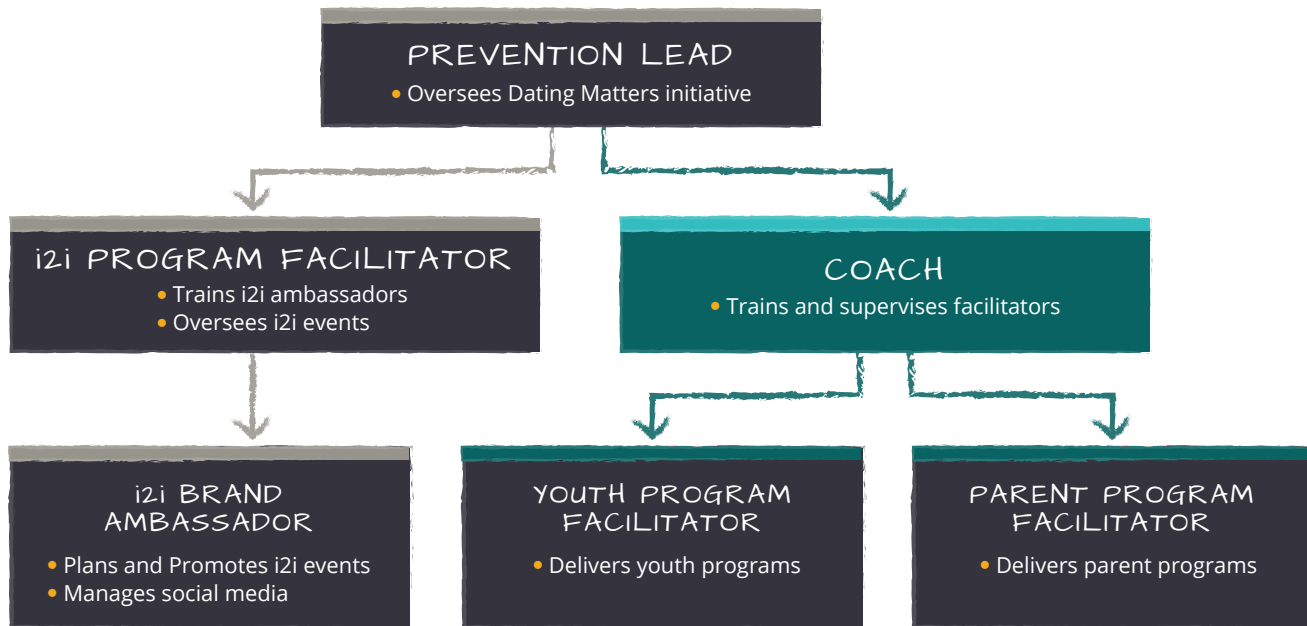 PREVENTION LEAD
• Oversees Dating Matters initiative
i2i PROGRAM FACILITATOR
• Trains i2i ambassadors
• Oversees i2i events
COACH
• Trains and supervises facilitators
i2i BRAND
AMBASSADOR
• Plans and Promotes i2i events
• Manages social media
YOUTH PROGRAM
FACILITATOR
• Delivers youth programs
PARENT PROGRAM
FACILITATOR
• Delivers parent programs